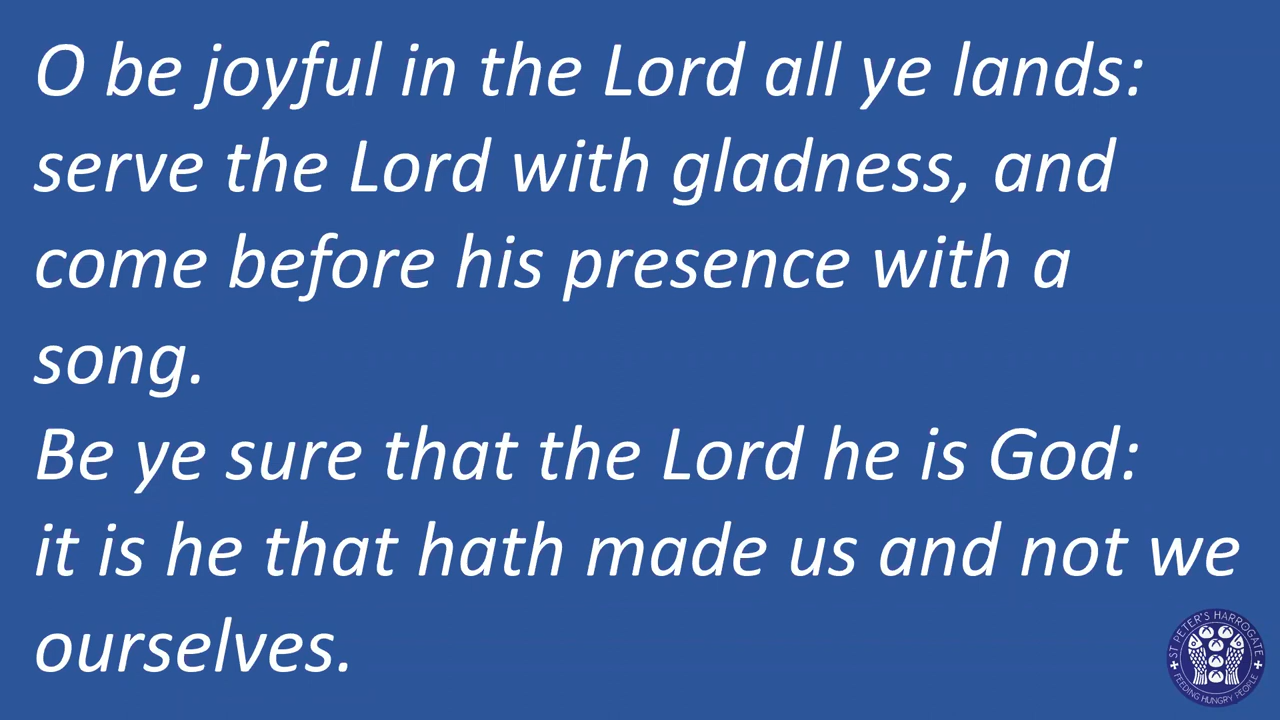 O be joyful in the Lord all ye lands:
serve the Lord with gladness, and
come before his presence with a
song.
Be ye sure that the Lord he is God:
it is he that hath made us and not we
ourselves.
ST PETER'S HARROGATE
FEEDING HUNGRY PEOPLE